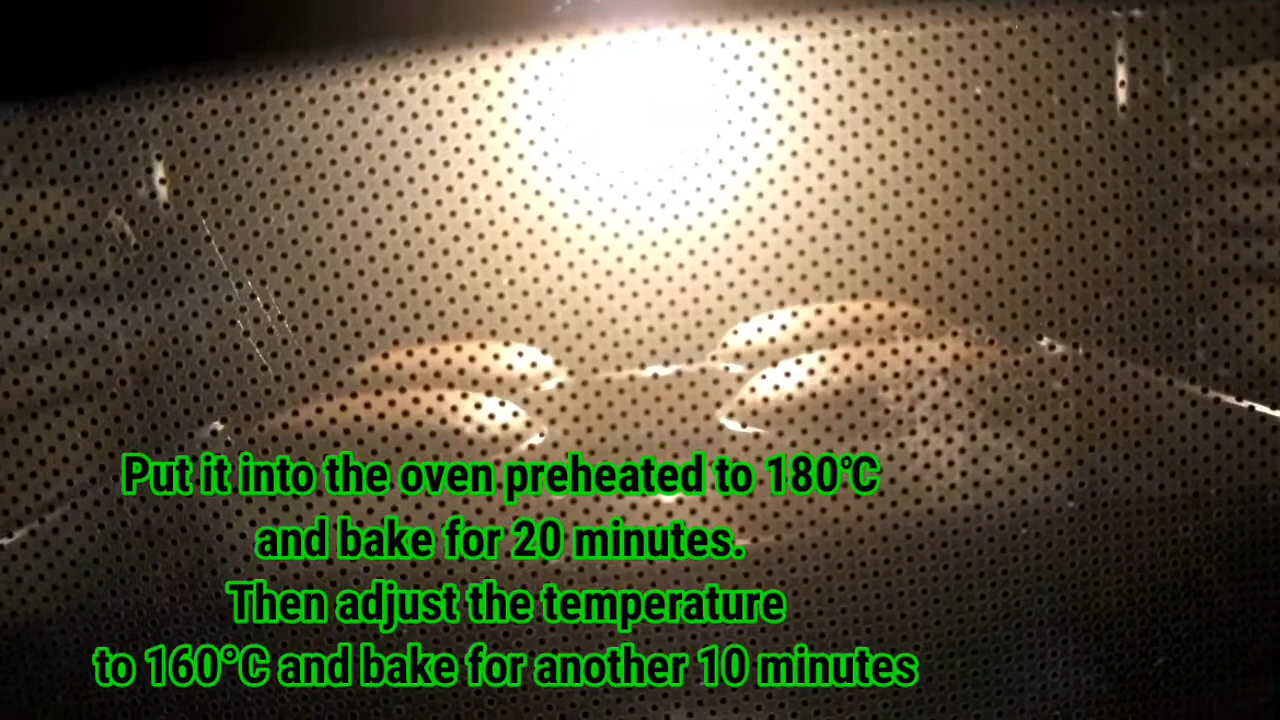 Put it into the oven preheated to 180℃
and bake for 20 minutes.
Then adjust the temperature
to 160°C and bake for another 10 minutes